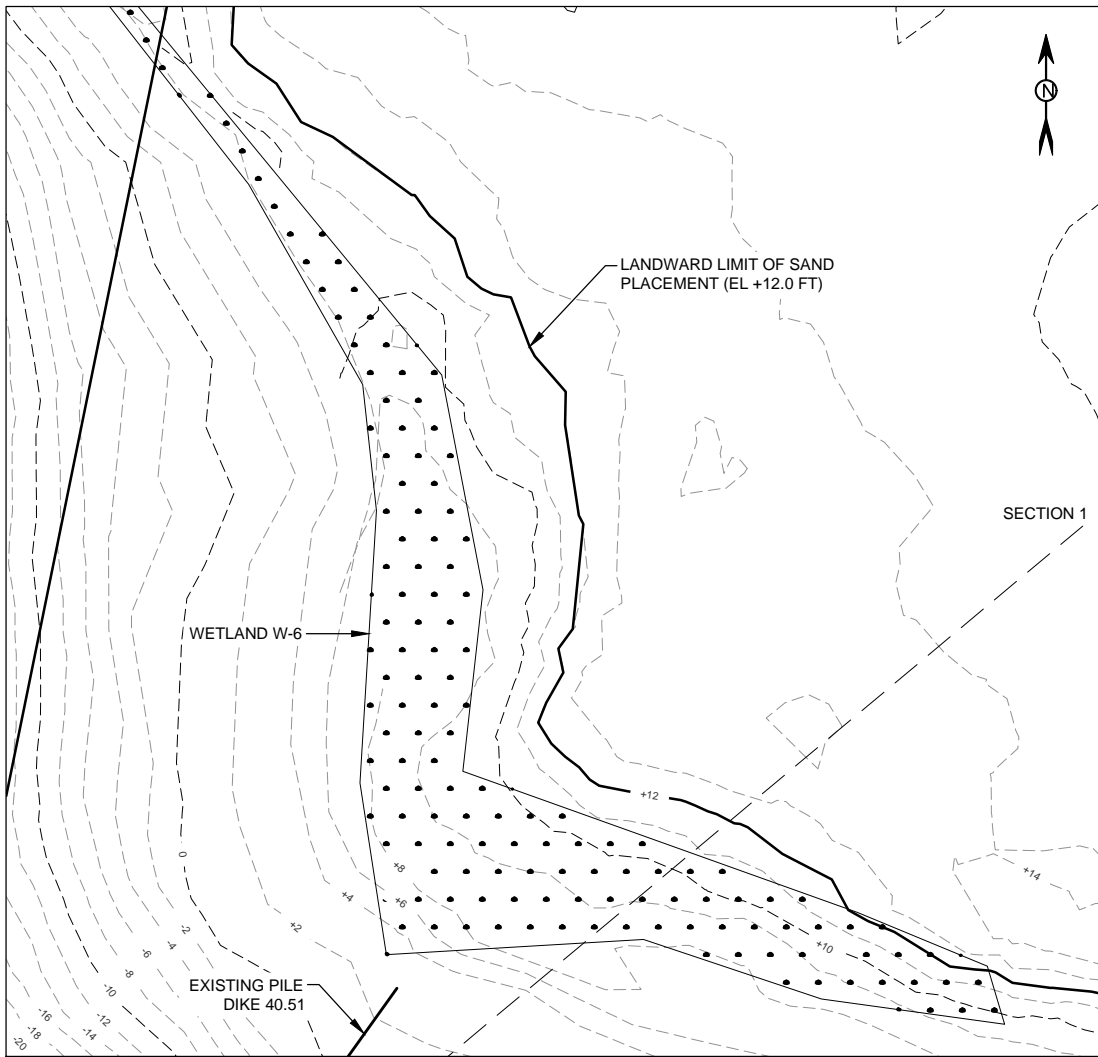 N
LANDWARD LIMIT OF SAND
PLACEMENT (EL +12.0 FT)
SECTION 1
WETLAND W-6
+12
0
+8
+14
+4
+6
+2
-2
+10
-4
-6
-8
EXISTING PILE
DIKE 40.51
-10
-16
-12
-18
-14
-20